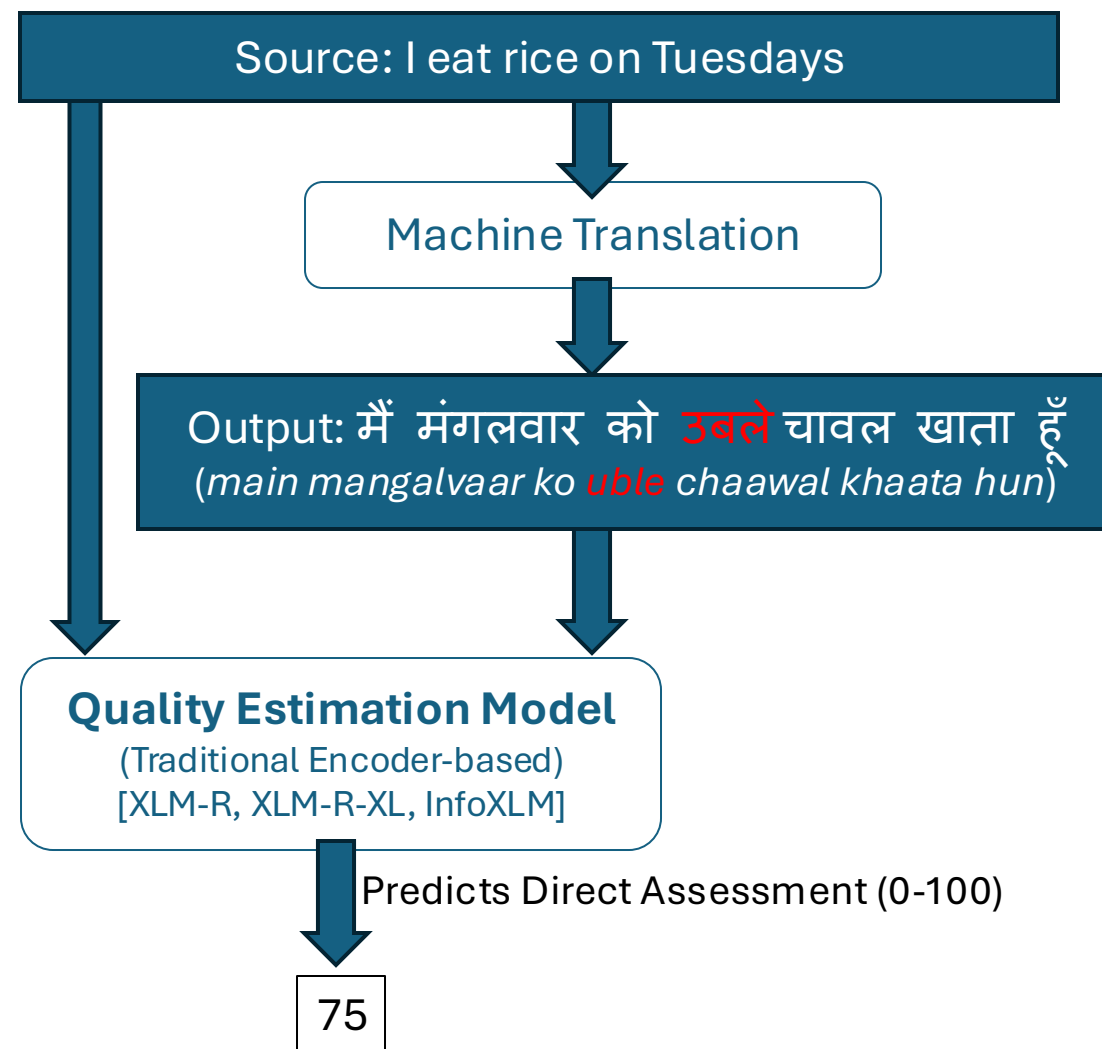 Source: I eat rice on Tuesdays
Machine Translation
Output: मैं मंगलवार को उबले चावल खाता हूँ
(main mangalvaar ko uble chaawal khaata hun)
Quality Estimation Model
(Traditional Encoder-based)
[XLM-R, XLM-R-XL, InfoXLM]
Predicts Direct Assessment (0-100)
75